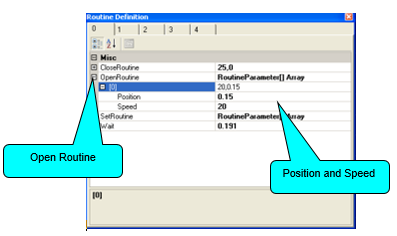 Routine Definition
0 1 2 3 4
Misc
CloseRoutine 25,0
OpenRoutine RoutineParameter[] Array
[0] 20,0.15
Position 0.15
Speed 20
SetRoutine RoutineParameter[] Array
Wait 0.191
Open Routine
Position and Speed
[0]